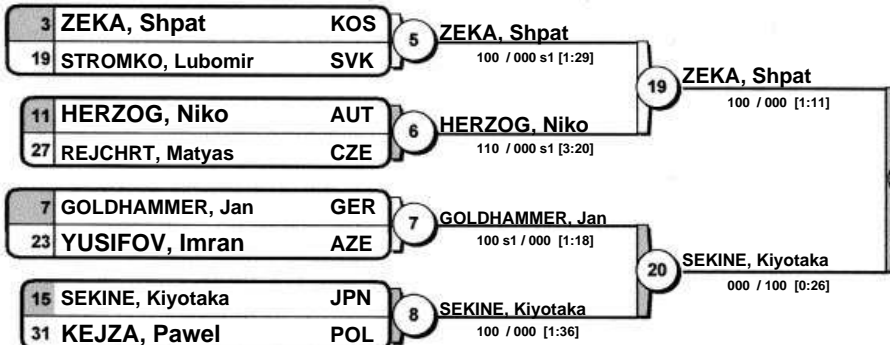 3 ZEKA, Shpat KOS
19 STROMKO, Lubomir SVK
5
ZEKA, Shpat
100 / 000 s1 [1:29]
11 HERZOG, Niko AUT
27 REJCHRT, Matyas CZE
6
HERZOG, Niko
110 / 000 s1 [3:20]
19
ZEKA, Shpat
100 / 000 [1:11]
7 GOLDHAMMER, Jan GER
23 YUSIFOV, Imran AZE
7
GOLDHAMMER, Jan
100 s1 / 000 [1:18]
15 SEKINE, Kiyotaka JPN
31 KEJZA, Pawel POL
8
SEKINE, Kiyotaka
100 / 000 [1:36]
20
SEKINE, Kiyotaka
000 / 100 [0:26]